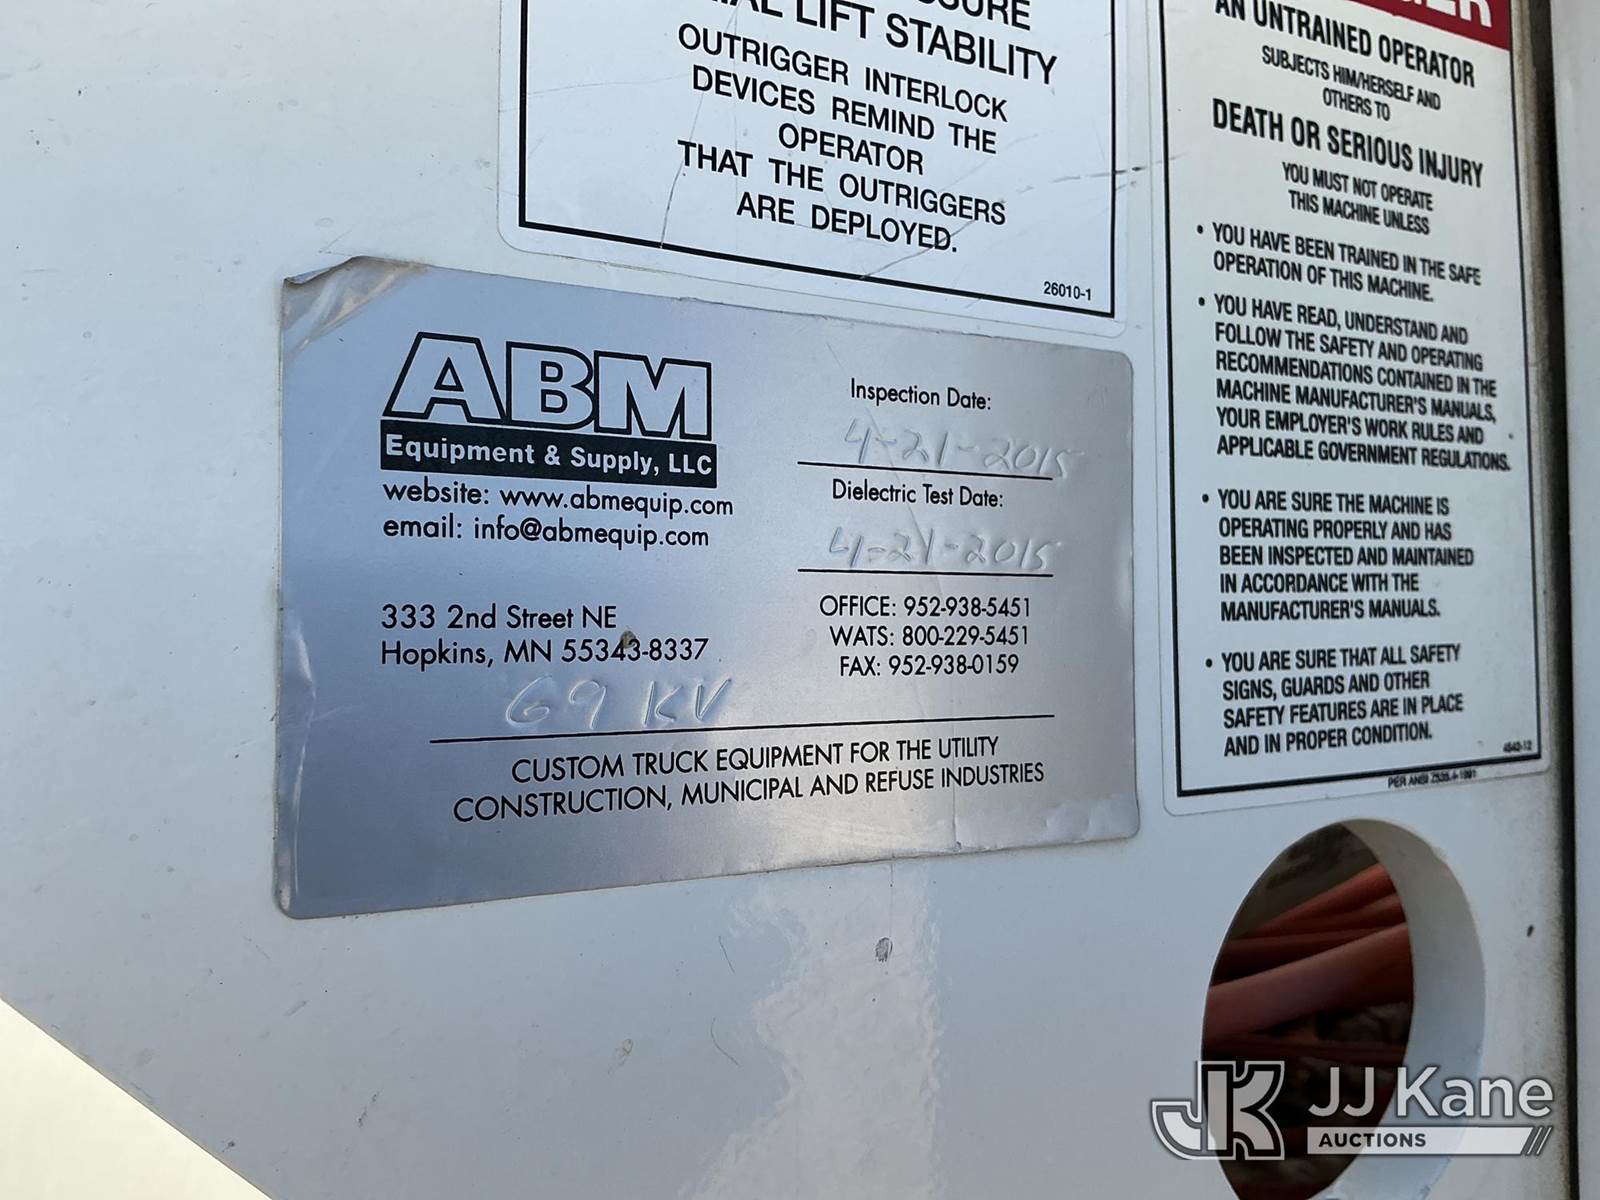 LIFT STABILITY
OUTRIGGER INTERLOCK
DEVICES REMIND THE
OPERATOR
THAT THE OUTRIGGERS
ARE DEPLOYED.
26010-1
AN UNTRAINED OPERATOR
SUBJECTS HIM/HERSELF AND
OTHERS TO
DEATH OR SERIOUS INJURY
YOU MUST NOT OPERATE
THIS MACHINE UNLESS
• YOU HAVE BEEN TRAINED IN THE SAFE
OPERATION OF THIS MACHINE.
• YOU HAVE READ, UNDERSTAND AND
FOLLOW THE SAFETY AND OPERATING
RECOMMENDATIONS CONTAINED IN THE
MACHINE MANUFACTURER'S MANUALS,
YOUR EMPLOYER'S WORK RULES AND
APPLICABLE GOVERNMENT REGULATIONS.
• YOU ARE SURE THE MACHINE IS
OPERATING PROPERLY AND HAS
BEEN INSPECTED AND MAINTAINED
IN ACCORDANCE WITH THE
MANUFACTURER'S MANUALS.
• YOU ARE SURE THAT ALL SAFETY
SIGNS, GUARDS AND OTHER
SAFETY FEATURES ARE IN PLACE
AND IN PROPER CONDITION.
PER ANSI
ABM
Equipment & Supply, LLC
website: www.abmequip.com
email: info@abmequip.com
333 2nd Street NE
Hopkins, MN 55343-8337
Inspection Date:
4-21-2015
Dielectric Test Date:
4-21-2015
OFFICE: 952-938-5451
WATS: 800-229-5451
FAX: 952-938-0159
69 KV
CUSTOM TRUCK EQUIPMENT FOR THE UTILITY
CONSTRUCTION, MUNICIPAL AND REFUSE INDUSTRIES
JK JJ Kane
AUCTIONS